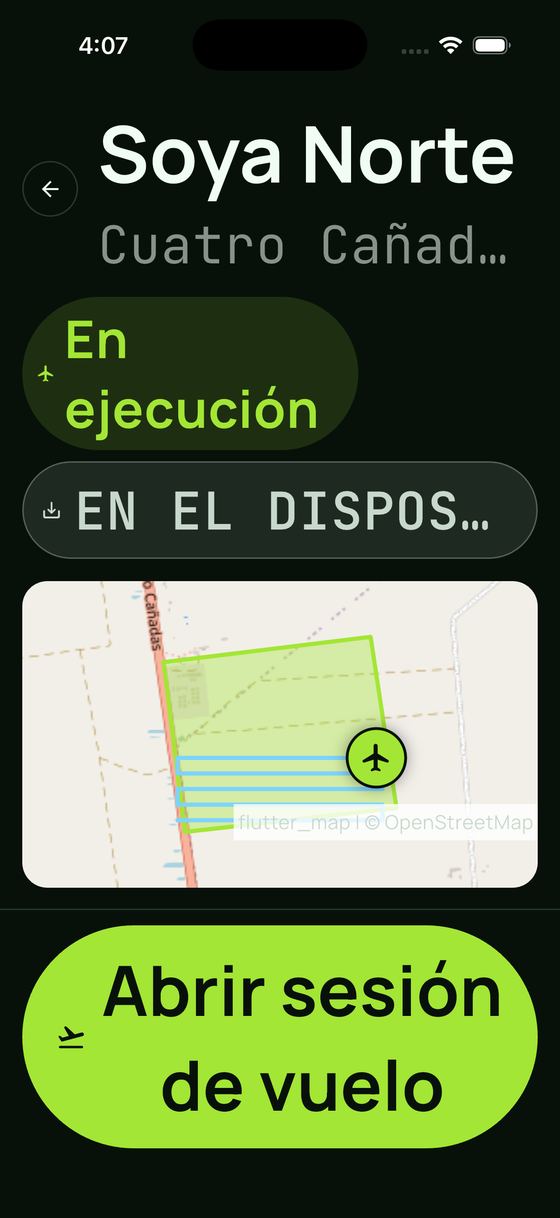 4:07
Soya Norte
Cuatro Cañad…
En
ejecución
EN EL DISPOS…
o Cañadas
flutter_map | © OpenStreetMap
Abrir sesión
de vuelo